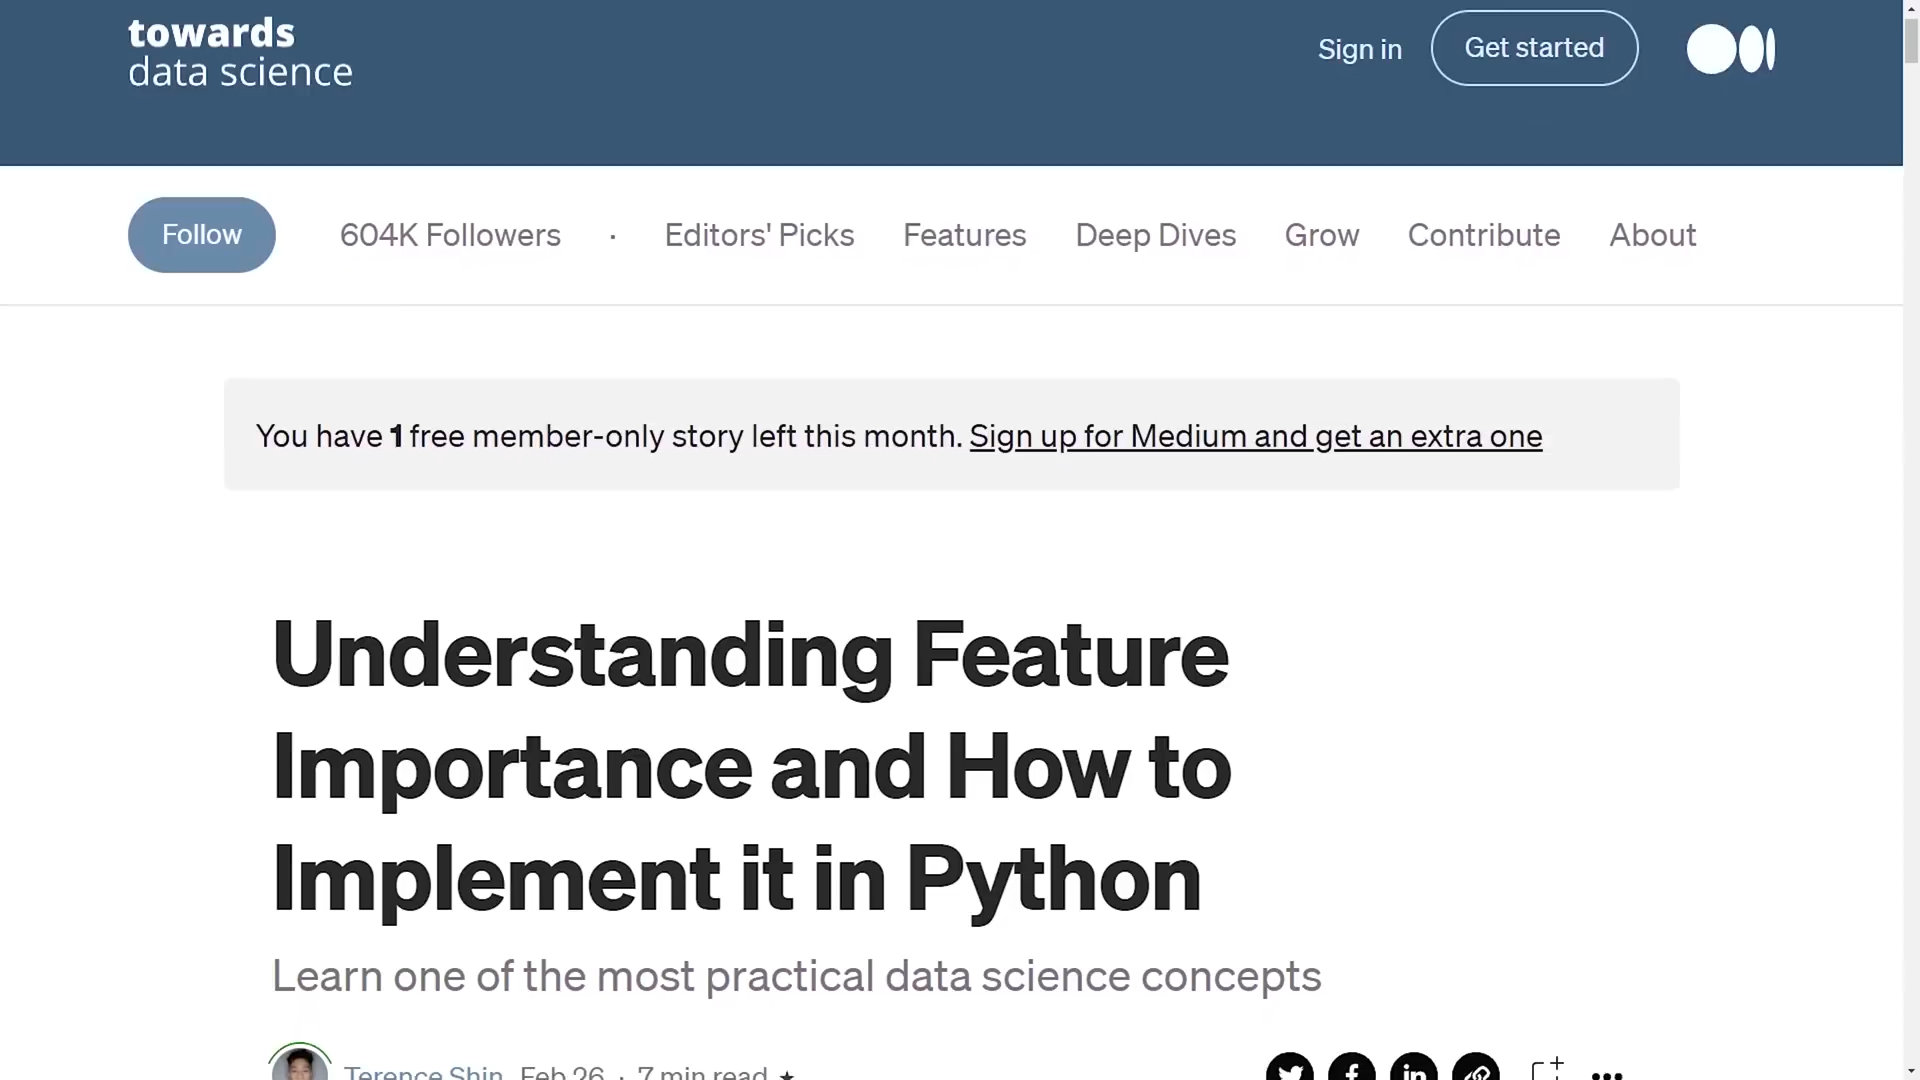 towards
data science
Sign in
Get started
Follow
604K Followers
·
Editors' Picks
Features
Deep Dives
Grow
Contribute
About
You have 1 free member-only story left this month. Sign up for Medium and get an extra one
Understanding Feature
Importance and How to
Implement it in Python
Learn one of the most practical data science concepts
Terence Shin Feb 26 · 7 min read